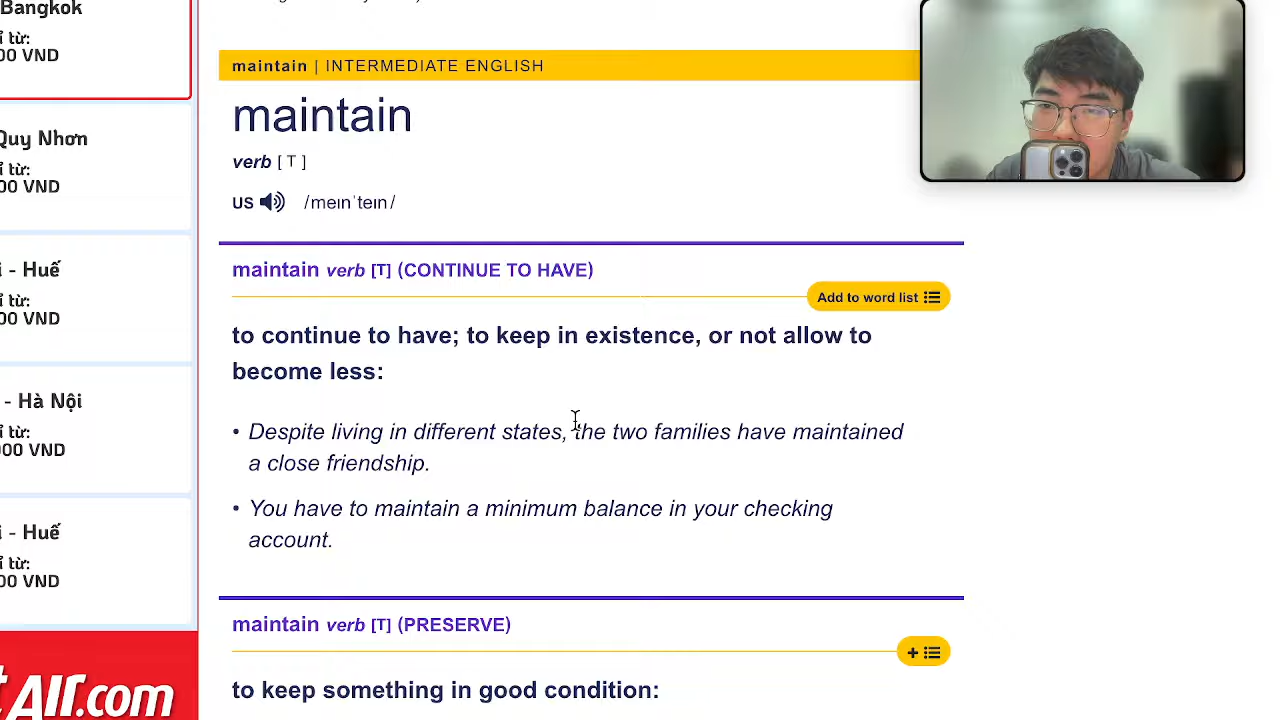 Bangkok
ỉ từ:
00 VND
Quy Nhơn
ỉ từ:
00 VND
i - Huế
ỉ từ:
00 VND
- Hà Nội
ỉ từ:
000 VND
i - Huế
ỉ từ:
00 VND
tAir.com
maintain | INTERMEDIATE ENGLISH
maintain
verb [ T ]
US /meɪnˈteɪn/
maintain verb [T] (CONTINUE TO HAVE)
Add to word list
to continue to have; to keep in existence, or not allow to
become less:
• Despite living in different states, the two families have maintained
a close friendship.
• You have to maintain a minimum balance in your checking
account.
maintain verb [T] (PRESERVE)
+
to keep something in good condition: